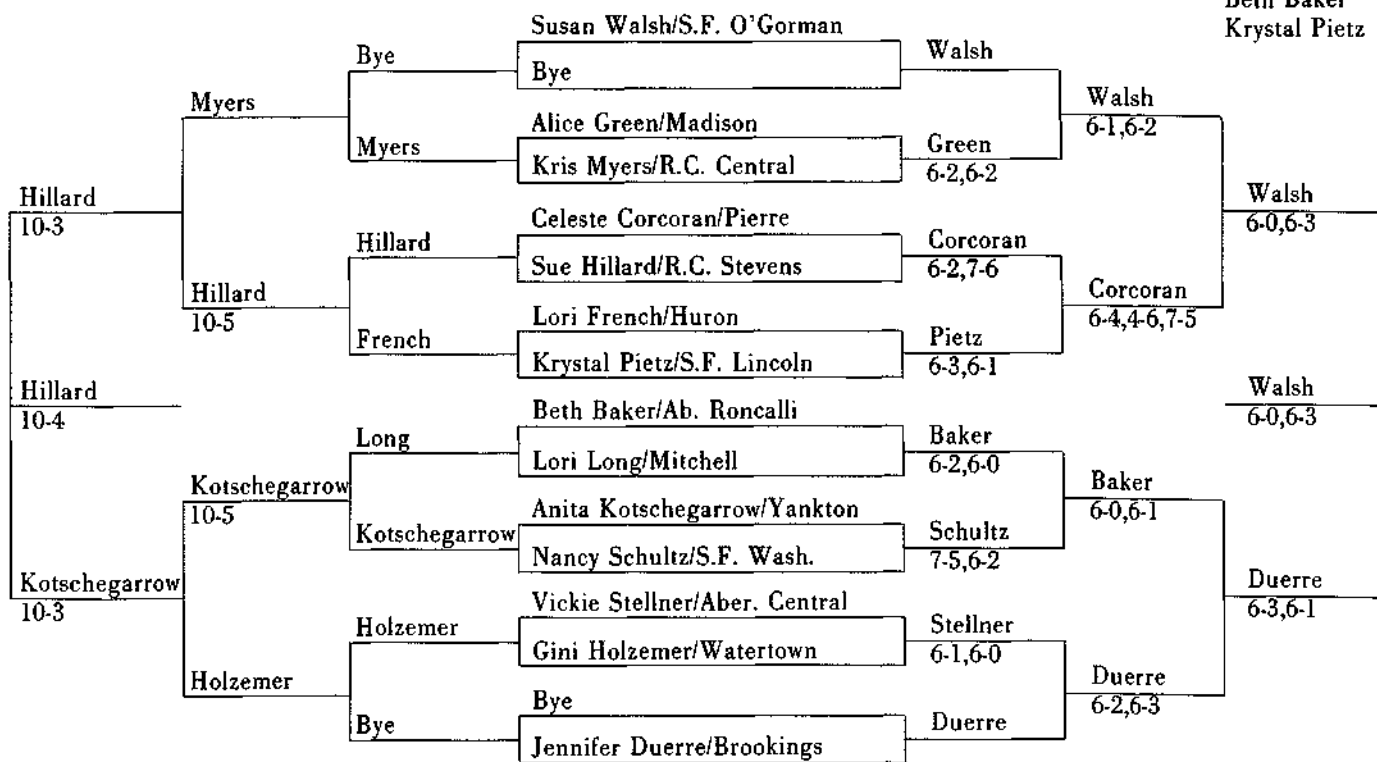 Beth Baker
Krystal Pietz
Susan Walsh/S.F. O'Gorman
Bye
Walsh
Bye
Myers
Walsh
6-1,6-2
Alice Green/Madison
Myers
Kris Myers/R.C. Central
Green
6-2,6-2
Hillard
10-3
Walsh
6-0,6-3
Celeste Corcoran/Pierre
Hillard
Sue Hillard/R.C. Stevens
Corcoran
6-2,7-6
Hillard
10-5
Corcoran
6-4,4-6,7-5
Lori French/Huron
French
Krystal Pietz/S.F. Lincoln
Pietz
6-3,6-1
Hillard
10-4
Walsh
6-0,6-3
Beth Baker/Ab. Roncalli
Long
Lori Long/Mitchell
Baker
6-2,6-0
Kotschegarrow
10-5
Baker
6-0,6-1
Anita Kotschegarrow/Yankton
Kotschegarrow
Nancy Schultz/S.F. Wash.
Schultz
7-5,6-2
Kotschegarrow
10-3
Duerre
6-3,6-1
Vickie Stellner/Aber. Central
Holzemer
Gini Holzemer/Watertown
Stellner
6-1,6-0
Holzemer
Duerre
6-2,6-3
Bye
Bye
Jennifer Duerre/Brookings
Duerre